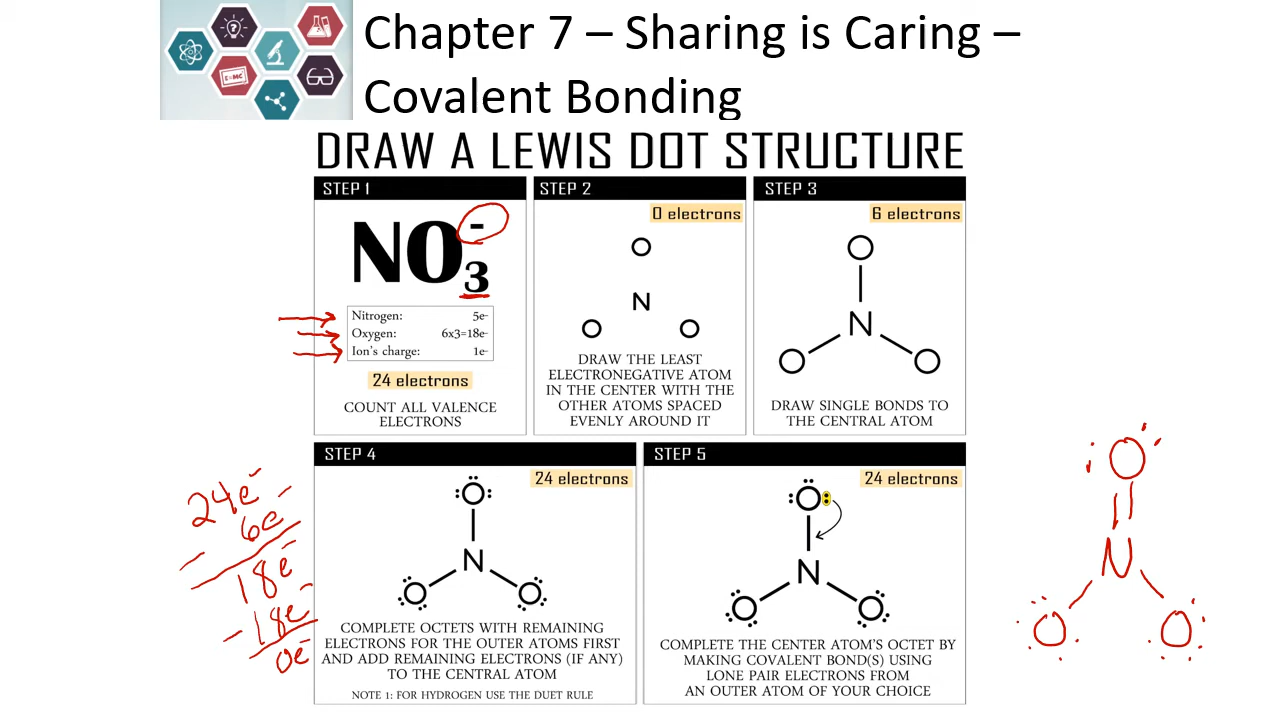 Chapter 7 – Sharing is Caring –
Covalent Bonding
DRAW A LEWIS DOT STRUCTURE
STEP 1
NO3-
Nitrogen: 5e-
Oxygen: 6x3=18e-
Ion's charge: 1e-
24 electrons
COUNT ALL VALENCE
ELECTRONS
STEP 2
0 electrons
O
N
O O
DRAW THE LEAST
ELECTRONEGATIVE ATOM
IN THE CENTER WITH THE
OTHER ATOMS SPACED
EVENLY AROUND IT
STEP 3
6 electrons
O
N
O O
DRAW SINGLE BONDS TO
THE CENTRAL ATOM
24e-
- 6e-
18e-
-18e-
0e-
STEP 4
24 electrons
O
N
O O
COMPLETE OCTETS WITH REMAINING
ELECTRONS FOR THE OUTER ATOMS FIRST
AND ADD REMAINING ELECTRONS (IF ANY)
TO THE CENTRAL ATOM
NOTE 1: FOR HYDROGEN USE THE DUET RULE
STEP 5
24 electrons
O
N
O O
COMPLETE THE CENTER ATOM'S OCTET BY
MAKING COVALENT BOND(S) USING
LONE PAIR ELECTRONS FROM
AN OUTER ATOM OF YOUR CHOICE
O
N
O O